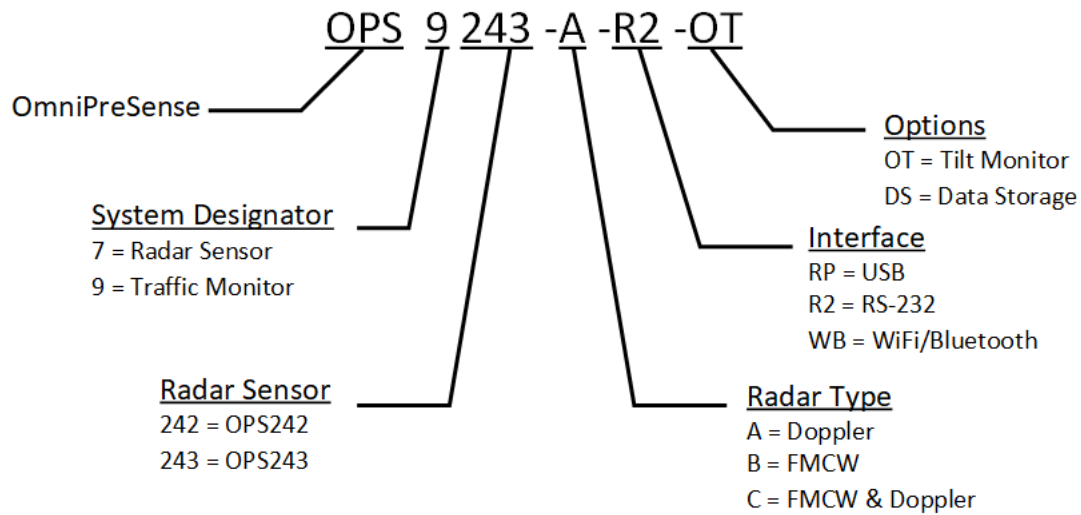 OPS 9 243 -A -R2 -OT
OmniPreSense
Options
OT = Tilt Monitor
DS = Data Storage
System Designator
7 = Radar Sensor
9 = Traffic Monitor
Interface
RP = USB
R2 = RS-232
WB = WiFi/Bluetooth
Radar Sensor
242 = OPS242
243 = OPS243
Radar Type
A = Doppler
B = FMCW
C = FMCW & Doppler